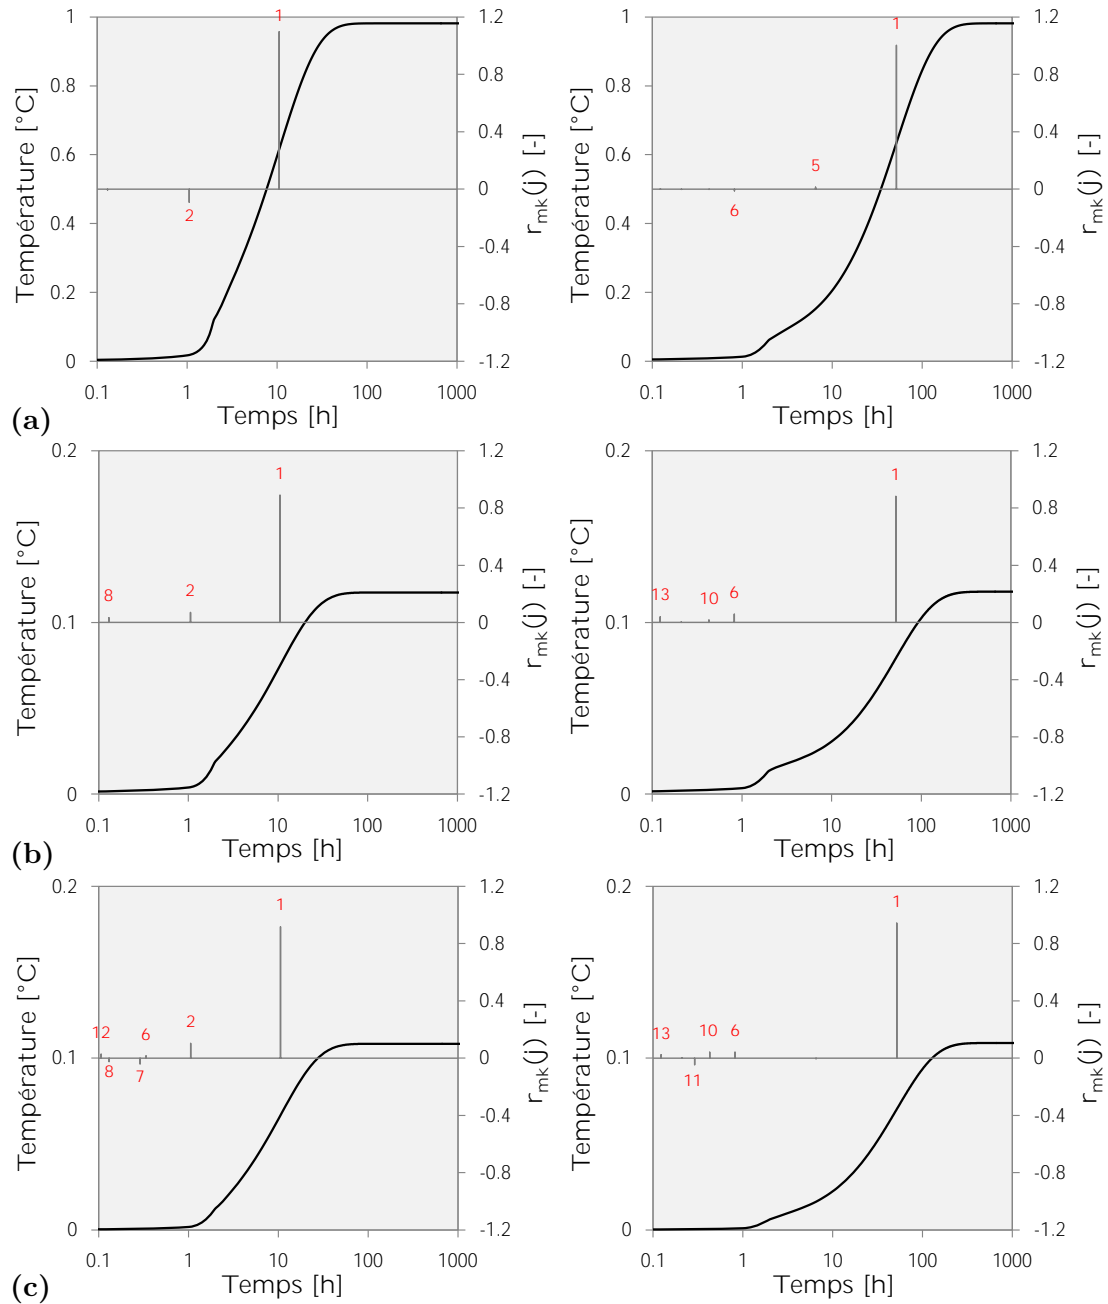 1 1.2 1 1.2
1 1
0.8 0.8 0.8 0.8
0.6 0.4 0.6 0.4
Température [°C] 0 r_mk(j) [-] Température [°C] 5 0 r_mk(j) [-]
2 6
0.4 -0.4 0.4 -0.4
0.2 -0.8 0.2 -0.8
0 -1.2 0 -1.2
0.1 1 10 100 1000 0.1 1 10 100 1000
(a) Temps [h] Temps [h]
0.2 1.2 0.2 1.2
1 1
0.8 0.8
0.4 0.4
8 2 13 10 6
Température [°C] 0.1 0 r_mk(j) [-] Température [°C] 0.1 0 r_mk(j) [-]
-0.4 -0.4
-0.8 -0.8
0 -1.2 0 -1.2
0.1 1 10 100 1000 0.1 1 10 100 1000
(b) Temps [h] Temps [h]
0.2 1.2 0.2 1.2
1 1
0.8 0.8
0.4 0.4
12 6 2 13 10 6
Température [°C] 0.1 0 r_mk(j) [-] Température [°C] 0.1 0 r_mk(j) [-]
8 7 11
-0.4 -0.4
-0.8 -0.8
0 -1.2 0 -1.2
0.1 1 10 100 1000 0.1 1 10 100 1000
(c) Temps [h] Temps [h]